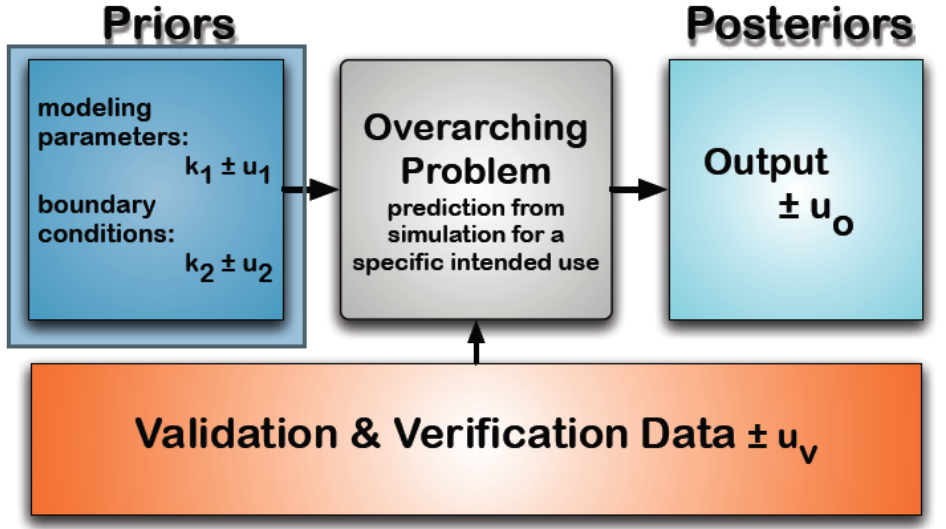 Priors
Posteriors
modeling
parameters:
k₁ ± u₁
boundary
conditions:
k₂ ± u₂
Overarching
Problem
prediction from
simulation for a
specific intended use
Output
± uₒ
Validation & Verification Data ± uᵥ